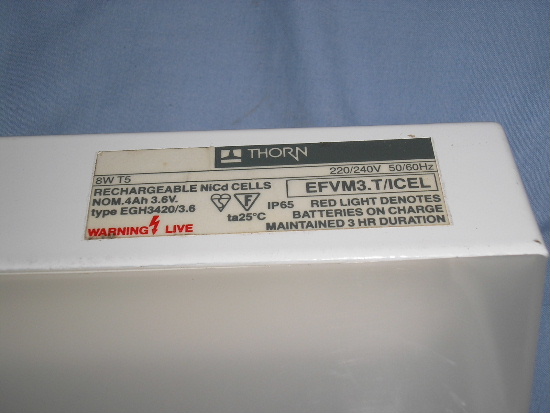 THORN
8W T5
220/240V 50/60Hz
RECHARGEABLE NiCd CELLS
NOM.4Ah 3.6V.
type EGH3420/3.6
WARNING LIVE
F
ta25°C
IP65
EFVM3.T/ICEL
RED LIGHT DENOTES
BATTERIES ON CHARGE
MAINTAINED 3 HR DURATION